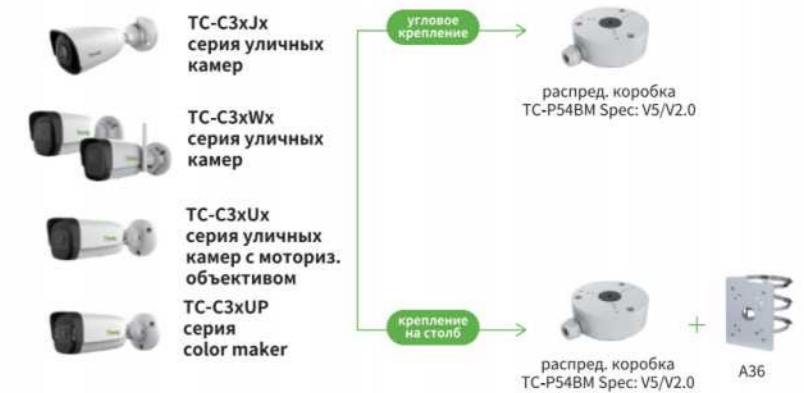 TC-C3xJx
серия уличных
камер
TC-C3xWx
серия уличных
камер
TC-C3xUx
серия уличных
камер с моториз.
объективом
TC-C3xUP
серия
color maker
угловое
крепление
распред. коробка
TC-P54BM Spec: V5/V2.0
крепление
на столб
распред. коробка
TC-P54BM Spec: V5/V2.0
+
A36